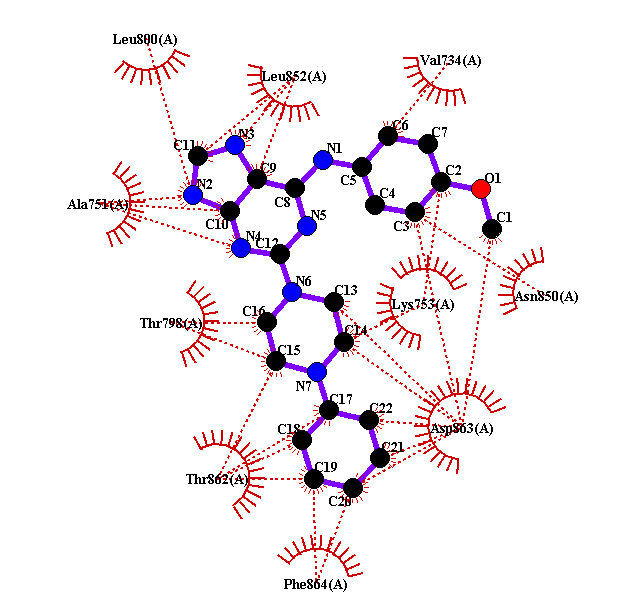 Leu800(A)
Leu852(A)
Val734(A)
C6
C7
N3
C11
N1
C9
C5
C2
O1
N2
C8
C4
Ala751(A)
C10
N5
C3
C1
N4
C12
N6
C13
Asn850(A)
Lys753(A)
C16
Thr798(A)
C14
C15
N7
C17
C22
C18
Asp863(A)
C21
Thr862(A)
C19
C20
Phe864(A)